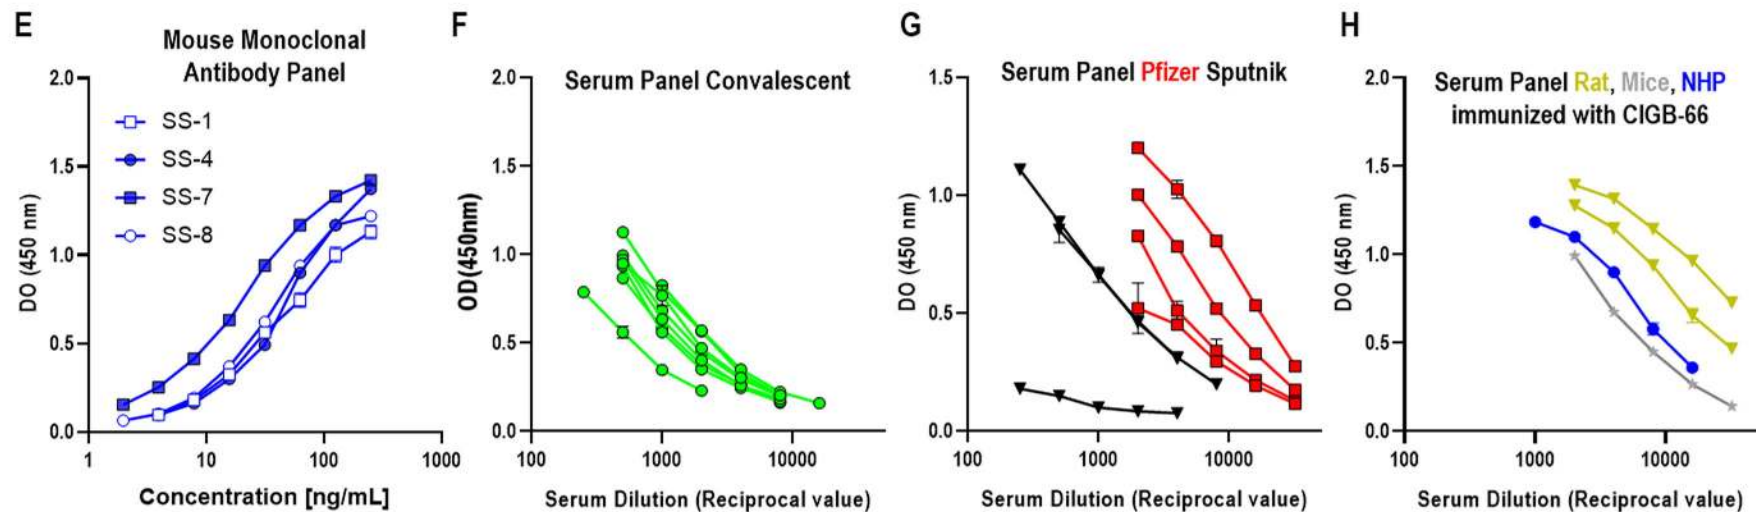 E
Mouse Monoclonal
Antibody Panel
2.0
1.5
1.0
0.5
0.0
DO (450 nm)
SS-1
SS-4
SS-7
SS-8
1
10
100
1000
Concentration [ng/mL]
F
Serum Panel Convalescent
2.0
1.5
1.0
0.5
0.0
OD(450nm)
100
1000
10000
Serum Dilution (Reciprocal value)
G
Serum Panel Pfizer Sputnik
1.5
1.0
0.5
0.0
DO (450 nm)
100
1000
10000
Serum Dilution (Reciprocal value)
H
Serum Panel Rat, Mice, NHP
immunized with CIGB-66
2.0
1.5
1.0
0.5
0.0
DO (450 nm)
100
1000
10000
Serum Dilution (Reciprocal value)